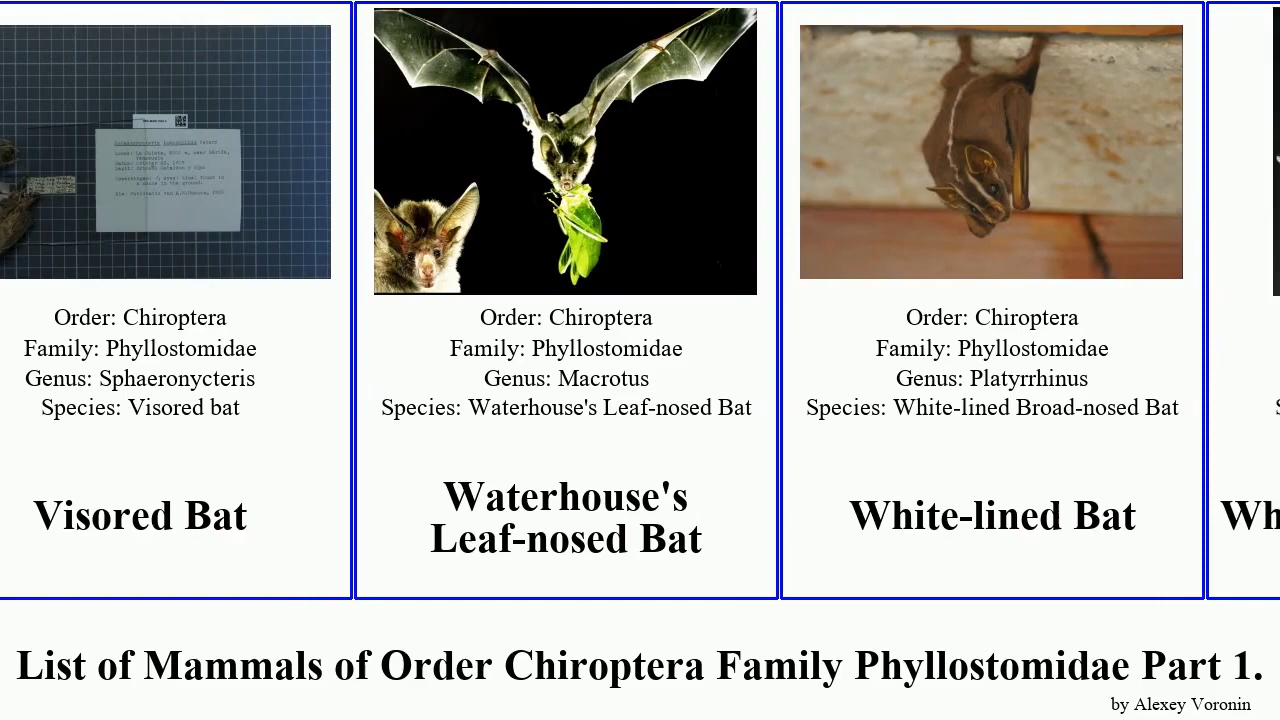 Order: Chiroptera
Family: Phyllostomidae
Genus: Sphaeronycteris
Species: Visored bat
Visored Bat
Order: Chiroptera
Family: Phyllostomidae
Genus: Macrotus
Species: Waterhouse's Leaf-nosed Bat
Waterhouse's
Leaf-nosed Bat
Order: Chiroptera
Family: Phyllostomidae
Genus: Platyrrhinus
Species: White-lined Broad-nosed Bat
White-lined Bat
Wh
List of Mammals of Order Chiroptera Family Phyllostomidae Part 1.
by Alexey Voronin